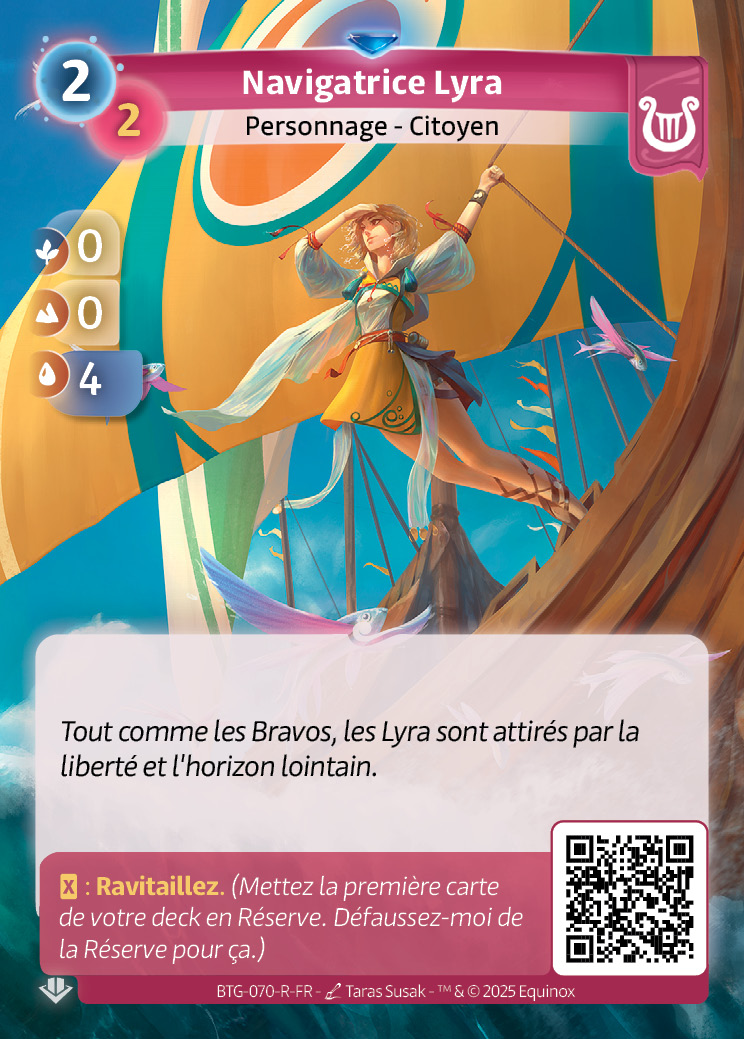 2
Navigatrice Lyra
2
Personnage - Citoyen
0
0
4
Tout comme les Bravos, les Lyra sont attirés par la
liberté et l'horizon lointain.
X : Ravitaillez. (Mettez la première carte
de votre deck en Réserve. Défaussez-moi de
la Réserve pour ça.)
BTG-070-R-FR - Taras Susak - ™ & © 2025 Equinox